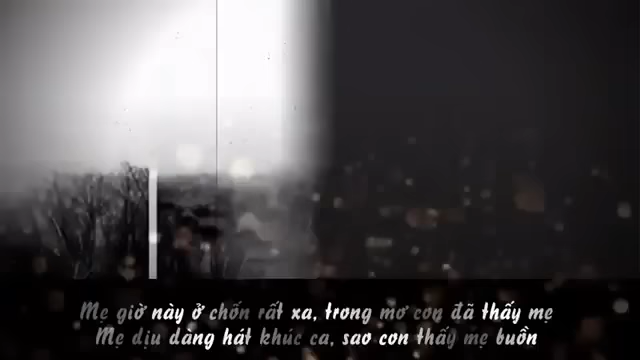 Mẹ giờ này ở chốn rất xa, trong mơ con đã thấy mẹ
Mẹ dịu dàng hát khúc ca, sao con thấy mẹ buồn